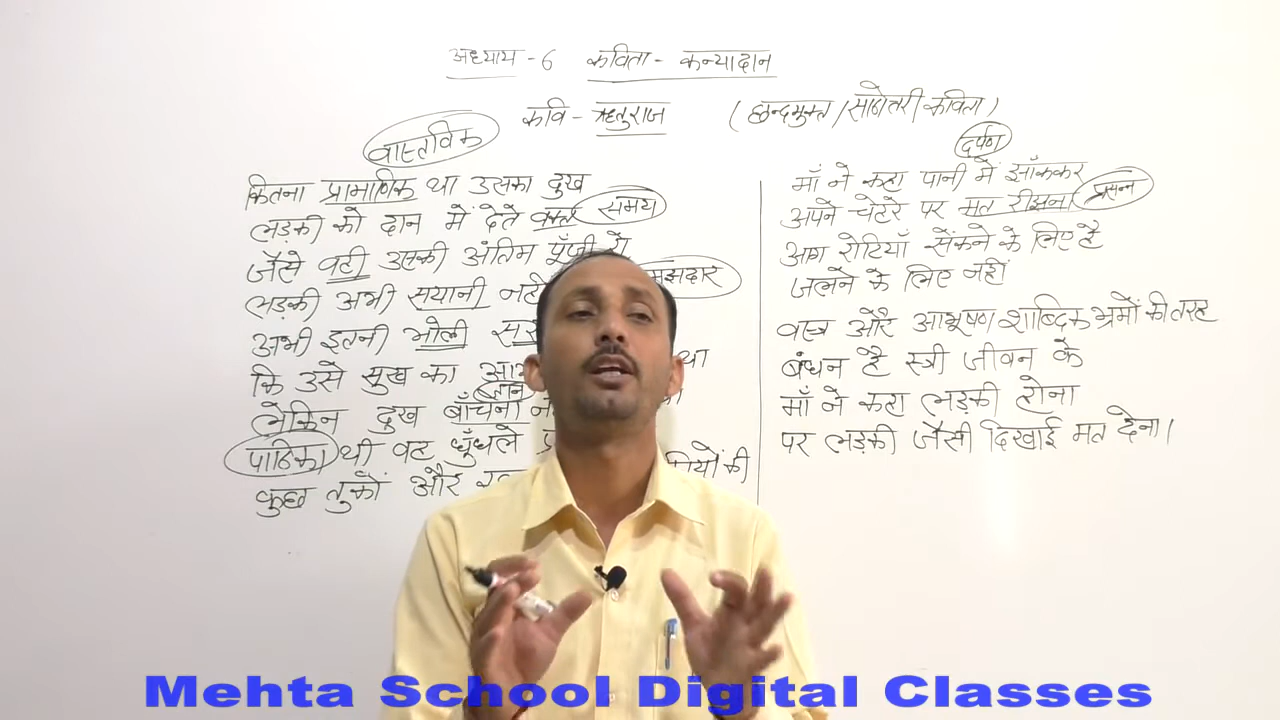 अध्याय - 6 कविता - कन्यादान
कवि - ऋतुराज (छन्दमुक्त / साठोतरी कविता)
वास्तविक
कितना प्रामाणिक था उसका दुख
लड़की को दान में देते वक्त समय
जैसे वही उसकी अंतिम पूँजी हो
लड़की अभी सयानी नहीं मझदार
अभी इतनी भोली
कि उसे सुख का था
ज्ञान
लेकिन दुख बाँचना
पाठिका थी वह धुँधले
कुछ तुकों और की
दर्पण
माँ ने कहा पानी में झाँककर
अपने चेहरे पर मत रीझना प्रसन्न
आग रोटियाँ सेंकने के लिए है
जलने के लिए नहीं
वस्त्र और आभूषण शाब्दिक भ्रमों की तरह
बंधन है स्त्री जीवन के
माँ ने कहा लड़की होना
पर लड़की जैसी दिखाई मत देना।
Mehta School Digital Classes